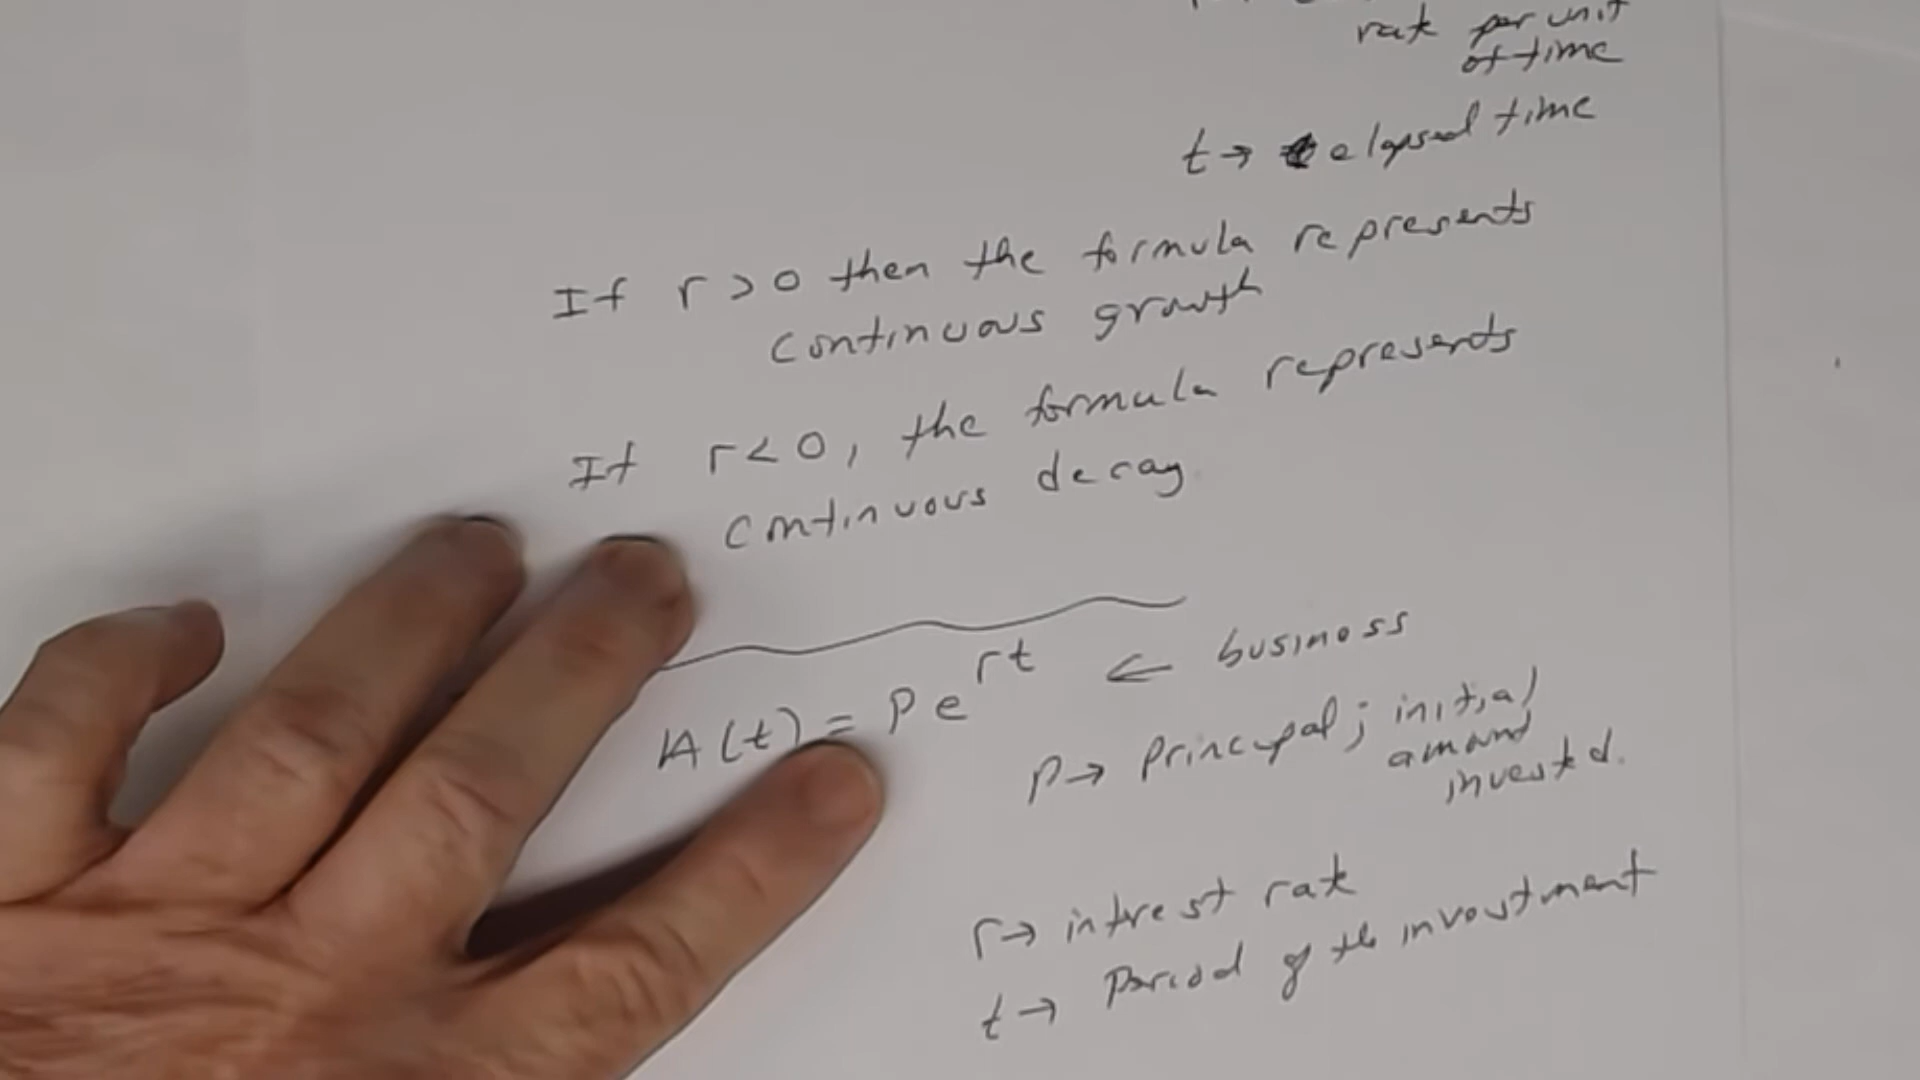 rate per unit
of time
t → elapsed time
If r > 0 then the formula represents
continuous growth
If r < 0, the formula represents
continuous decay
A(t) = Pe^{rt} ← business
P → Principal; initial
amount
invested.
r → intrest rate
t → Period of the investment